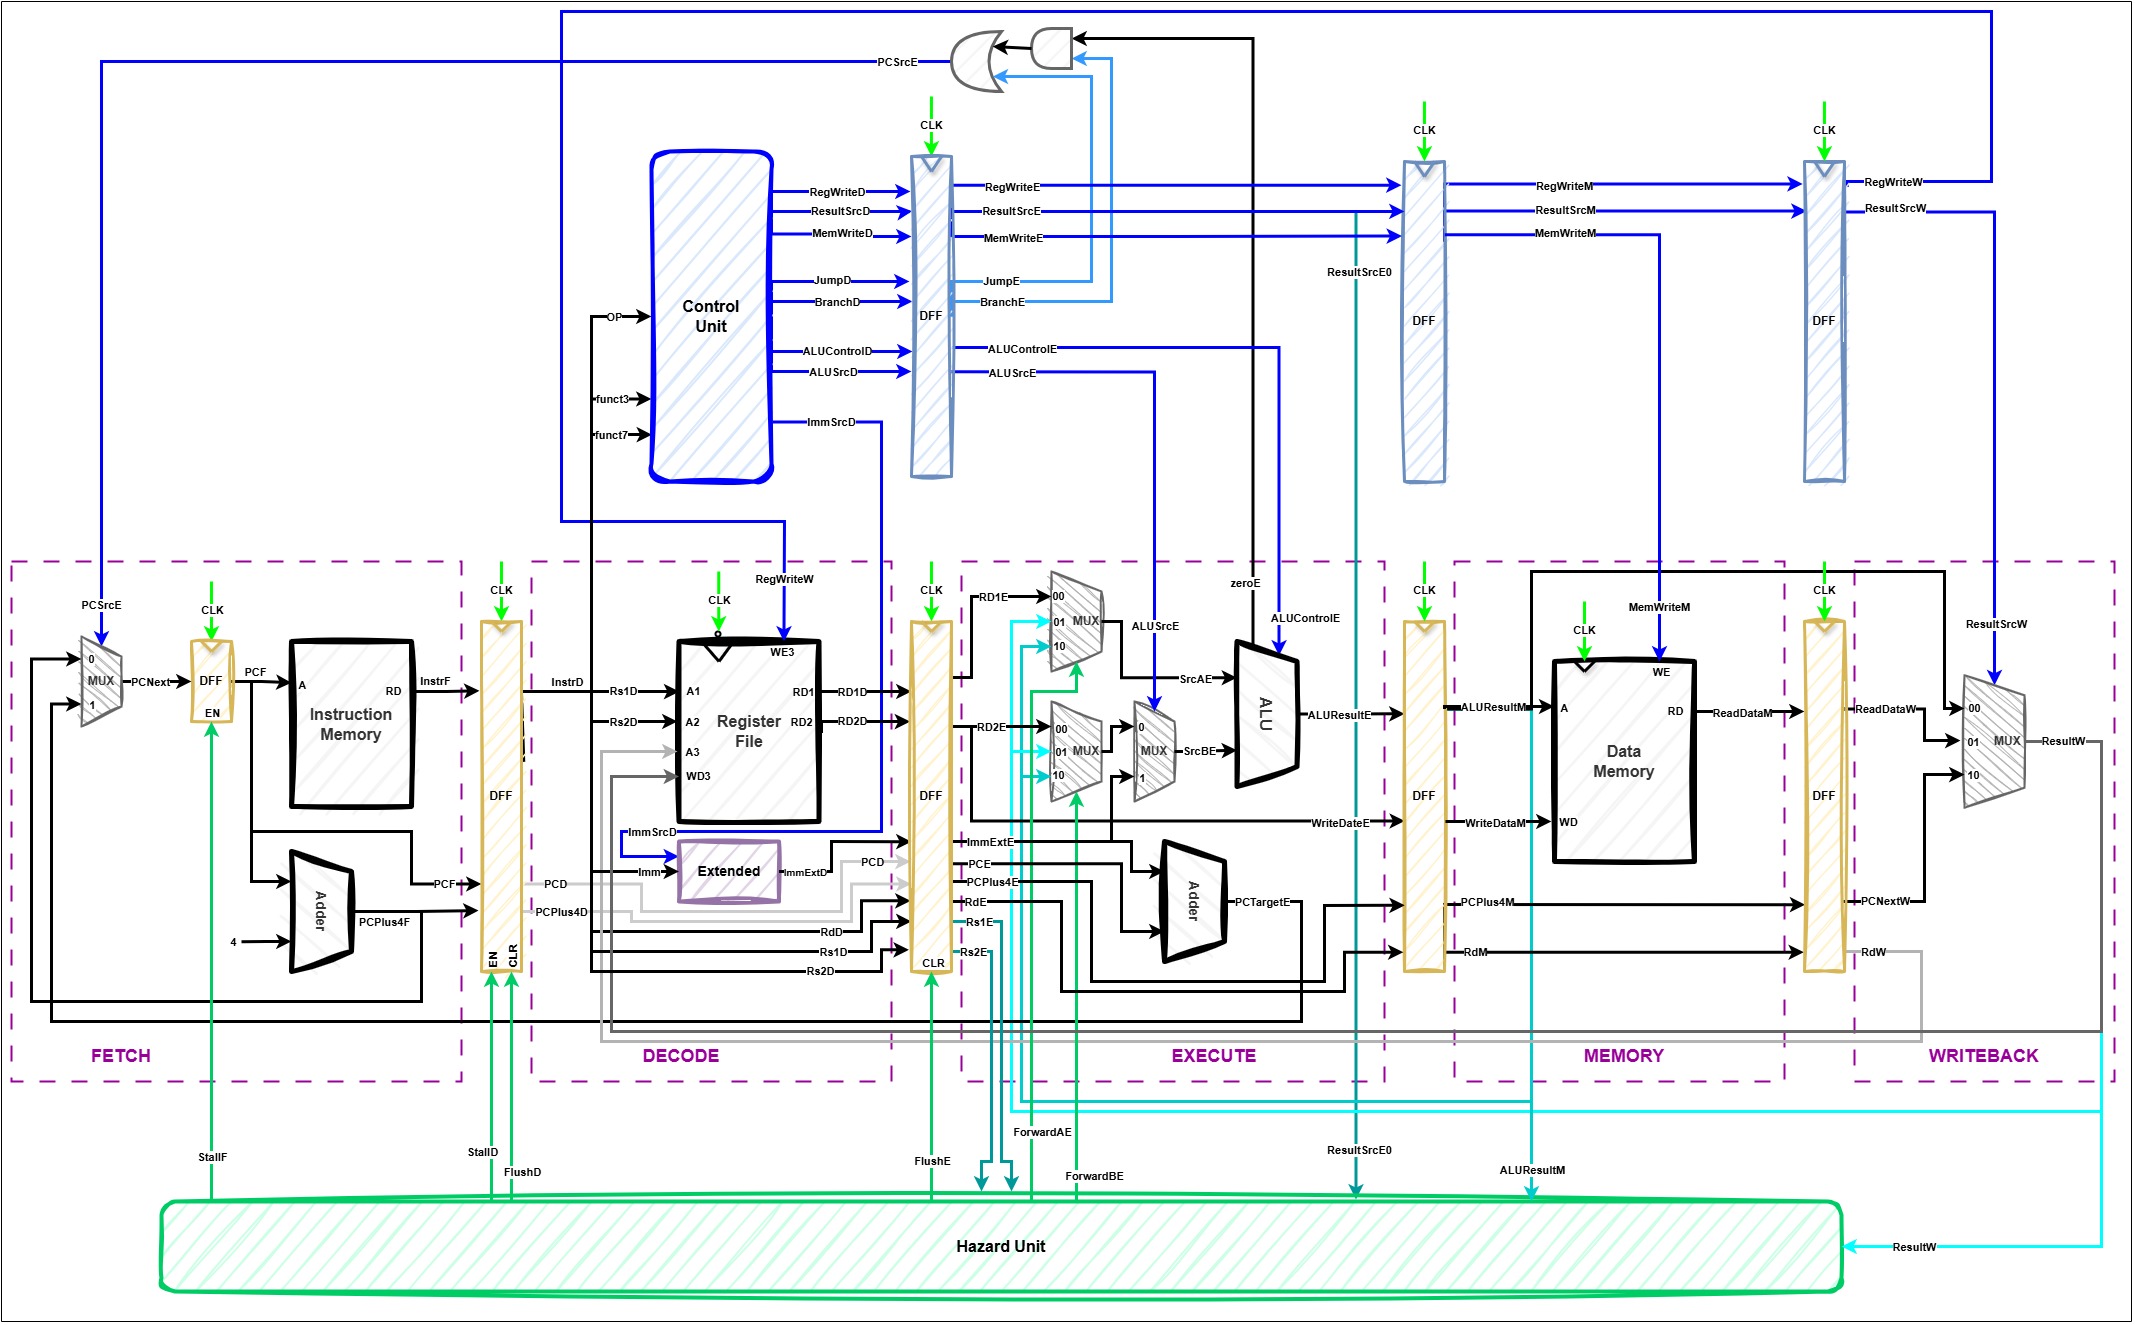 PCSrcE
CLK
CLK
CLK
RegWriteD
ResultSrcD
MemWriteD
JumpD
BranchD
ALUControlD
ALUSrcD
ImmSrcD
Control
Unit
OP
funct3
funct7
DFF
RegWriteE
ResultSrcE
MemWriteE
JumpE
BranchE
ALUControlE
ALUSrcE
ResultSrcE0
DFF
RegWriteM
ResultSrcM
MemWriteM
DFF
RegWriteW
ResultSrcW
PCSrcE
0
MUX
1
PCNext
CLK
DFF
EN
PCF
A
RD
Instruction
Memory
InstrF
Adder
4
PCPlus4F
PCF
FETCH
CLK
DFF
EN
CLR
InstrD
PCD
PCPlus4D
Rs1D
Rs2D
CLK
RegWriteW
WE3
A1
A2
A3
WD3
RD1
RD2
Register
File
RD1D
RD2D
ImmSrcD
Imm
Extended
ImmExtD
PCD
RdD
Rs1D
Rs2D
DECODE
CLK
DFF
CLR
RD1E
RD2E
00
01
10
MUX
00
01
10
MUX
0
MUX
1
ALUSrcE
SrcAE
SrcBE
zeroE
ALUControlE
ALU
ALUResultE
WriteDateE
ImmExtE
PCE
PCPlus4E
RdE
Rs1E
Rs2E
Adder
PCTargetE
EXECUTE
CLK
DFF
ALUResultM
WriteDataM
PCPlus4M
RdM
CLK
MemWriteM
WE
A
RD
WD
Data
Memory
ReadDataM
MEMORY
CLK
DFF
ReadDataW
PCNextW
RdW
ResultSrcW
00
01
10
MUX
ResultW
WRITEBACK
StallF
StallD
FlushD
FlushE
ForwardAE
ForwardBE
ResultSrcE0
ALUResultM
Hazard Unit
ResultW